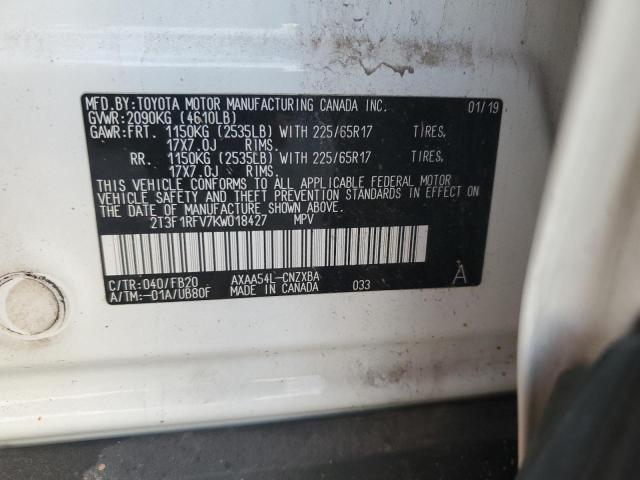 MFD.BY:TOYOTA MOTOR MANUFACTURING CANADA INC. 01/19
GVWR:2090KG (4610LB)
GAWR:FRT. 1150KG (2535LB) WITH 225/65R17 TIRES,
17X7.0J RIMS.
RR. 1150KG (2535LB) WITH 225/65R17 TIRES,
17X7.0J RIMS.
THIS VEHICLE CONFORMS TO ALL APPLICABLE FEDERAL MOTOR
VEHICLE SAFETY AND THEFT PREVENTION STANDARDS IN EFFECT ON
THE DATE OF MANUFACTURE SHOWN ABOVE.
2T3F1RFV7KW018427 MPV
C/TR:040/FB20 AXAA54L-CNZXBA A
A/TM:-01A/UB80F MADE IN CANADA 033